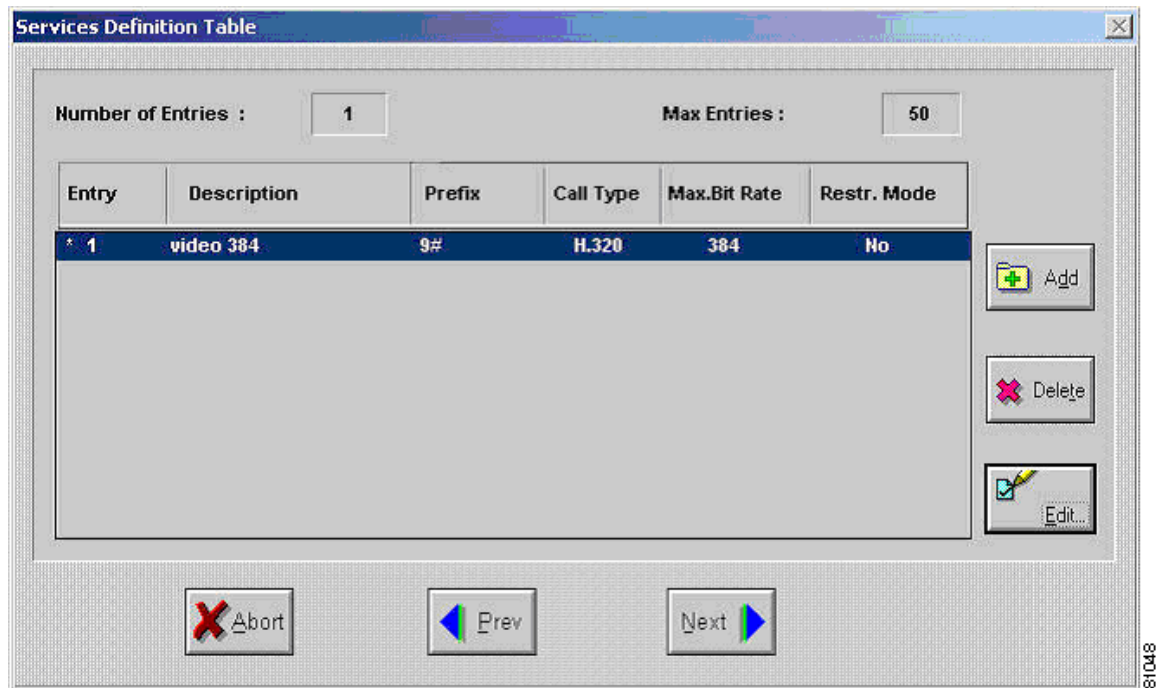 Services Definition Table
Number of Entries : 1 Max Entries : 50
Entry Description Prefix Call Type Max.Bit Rate Restr. Mode
* 1 video 384 9# H.320 384 No
Add
Delete
Edit...
Abort Prev Next
81048